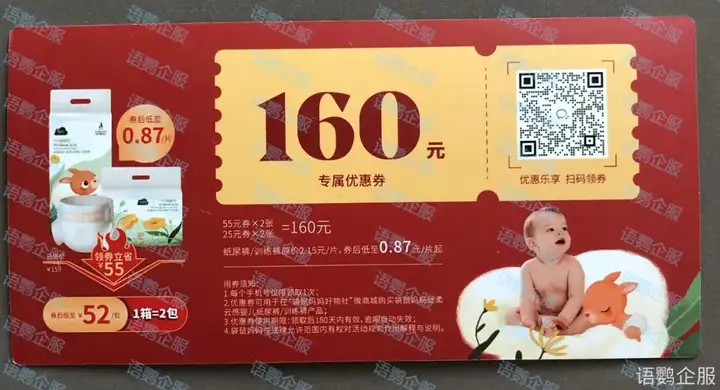 160元
专属优惠券
优惠乐享 扫码领券
券后低至
0.87/片
55元券×2张
25元券×2张
=160元
纸尿裤/训练裤原价2.15元/片，券后低至0.87元/片起
¥159
领券立省
¥55
券后低至¥52/包
1箱=2包
用券须知：
1.每个手机号仅限领取1次；
2.优惠券可用于在“袋鼠妈妈好物社”微商城购买袋鼠妈妈动柔
云感婴儿纸尿裤/训练裤产品；
3.优惠券使用期限：领取后180天内有效，逾期自动失效；
4.袋鼠妈妈在法律允许范围内有权对活动规则作出解释与说明。
语鹦企服